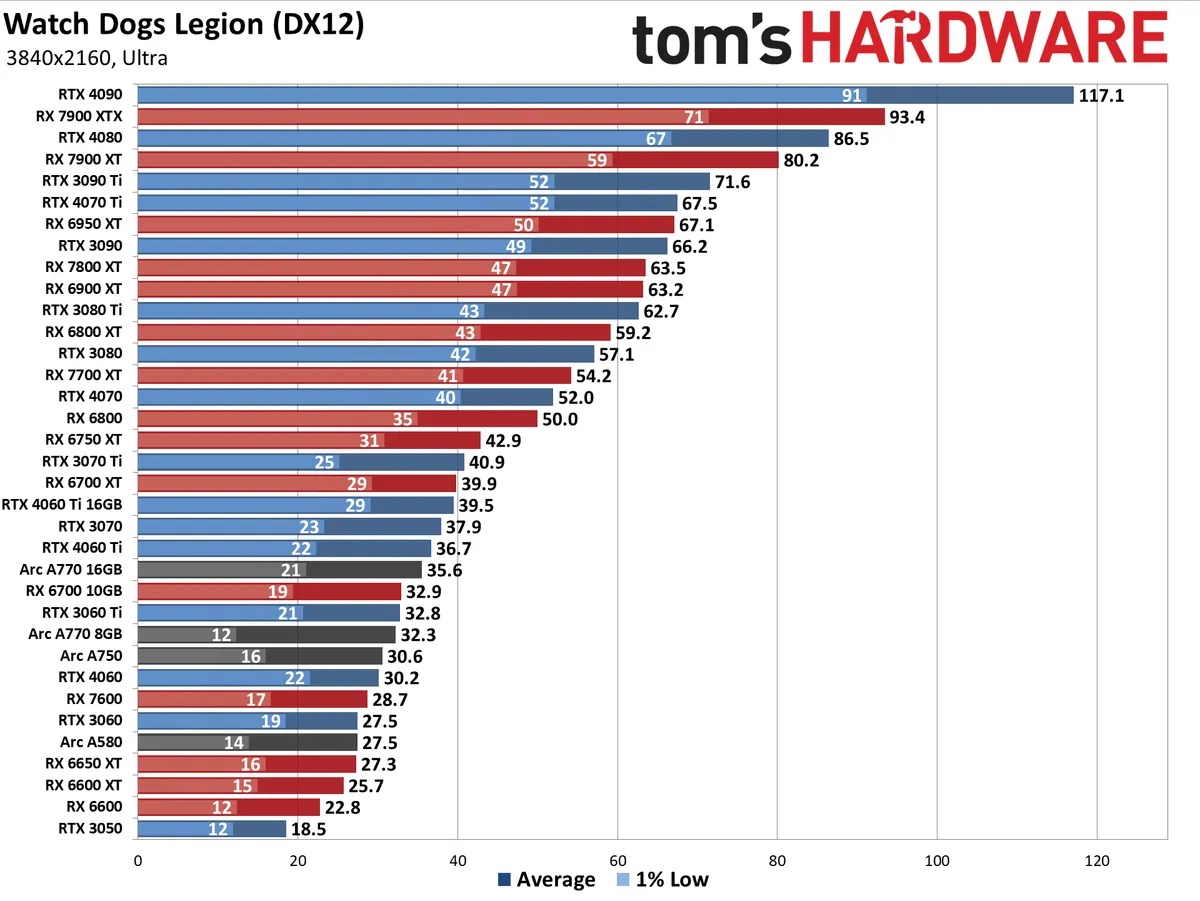 Watch Dogs Legion (DX12)
tom's HARDWARE
3840x2160, Ultra
RTX 4090 91 117.1
RX 7900 XTX 71 93.4
RTX 4080 67 86.5
RX 7900 XT 59 80.2
RTX 3090 Ti 52 71.6
RTX 4070 Ti 52 67.5
RX 6950 XT 50 67.1
RTX 3090 49 66.2
RX 7800 XT 47 63.5
RX 6900 XT 47 63.2
RTX 3080 Ti 43 62.7
RX 6800 XT 43 59.2
RTX 3080 42 57.1
RX 7700 XT 41 54.2
RTX 4070 40 52.0
RX 6800 35 50.0
RX 6750 XT 31 42.9
RTX 3070 Ti 25 40.9
RX 6700 XT 29 39.9
RTX 4060 Ti 16GB 29 39.5
RTX 3070 23 37.9
RTX 4060 Ti 22 36.7
Arc A770 16GB 21 35.6
RX 6700 10GB 19 32.9
RTX 3060 Ti 21 32.8
Arc A770 8GB 12 32.3
Arc A750 16 30.6
RTX 4060 22 30.2
RX 7600 17 28.7
RTX 3060 19 27.5
Arc A580 14 27.5
RX 6650 XT 16 27.3
RX 6600 XT 15 25.7
RX 6600 12 22.8
RTX 3050 12 18.5
0 20 40 60 80 100 120
Average 1% Low